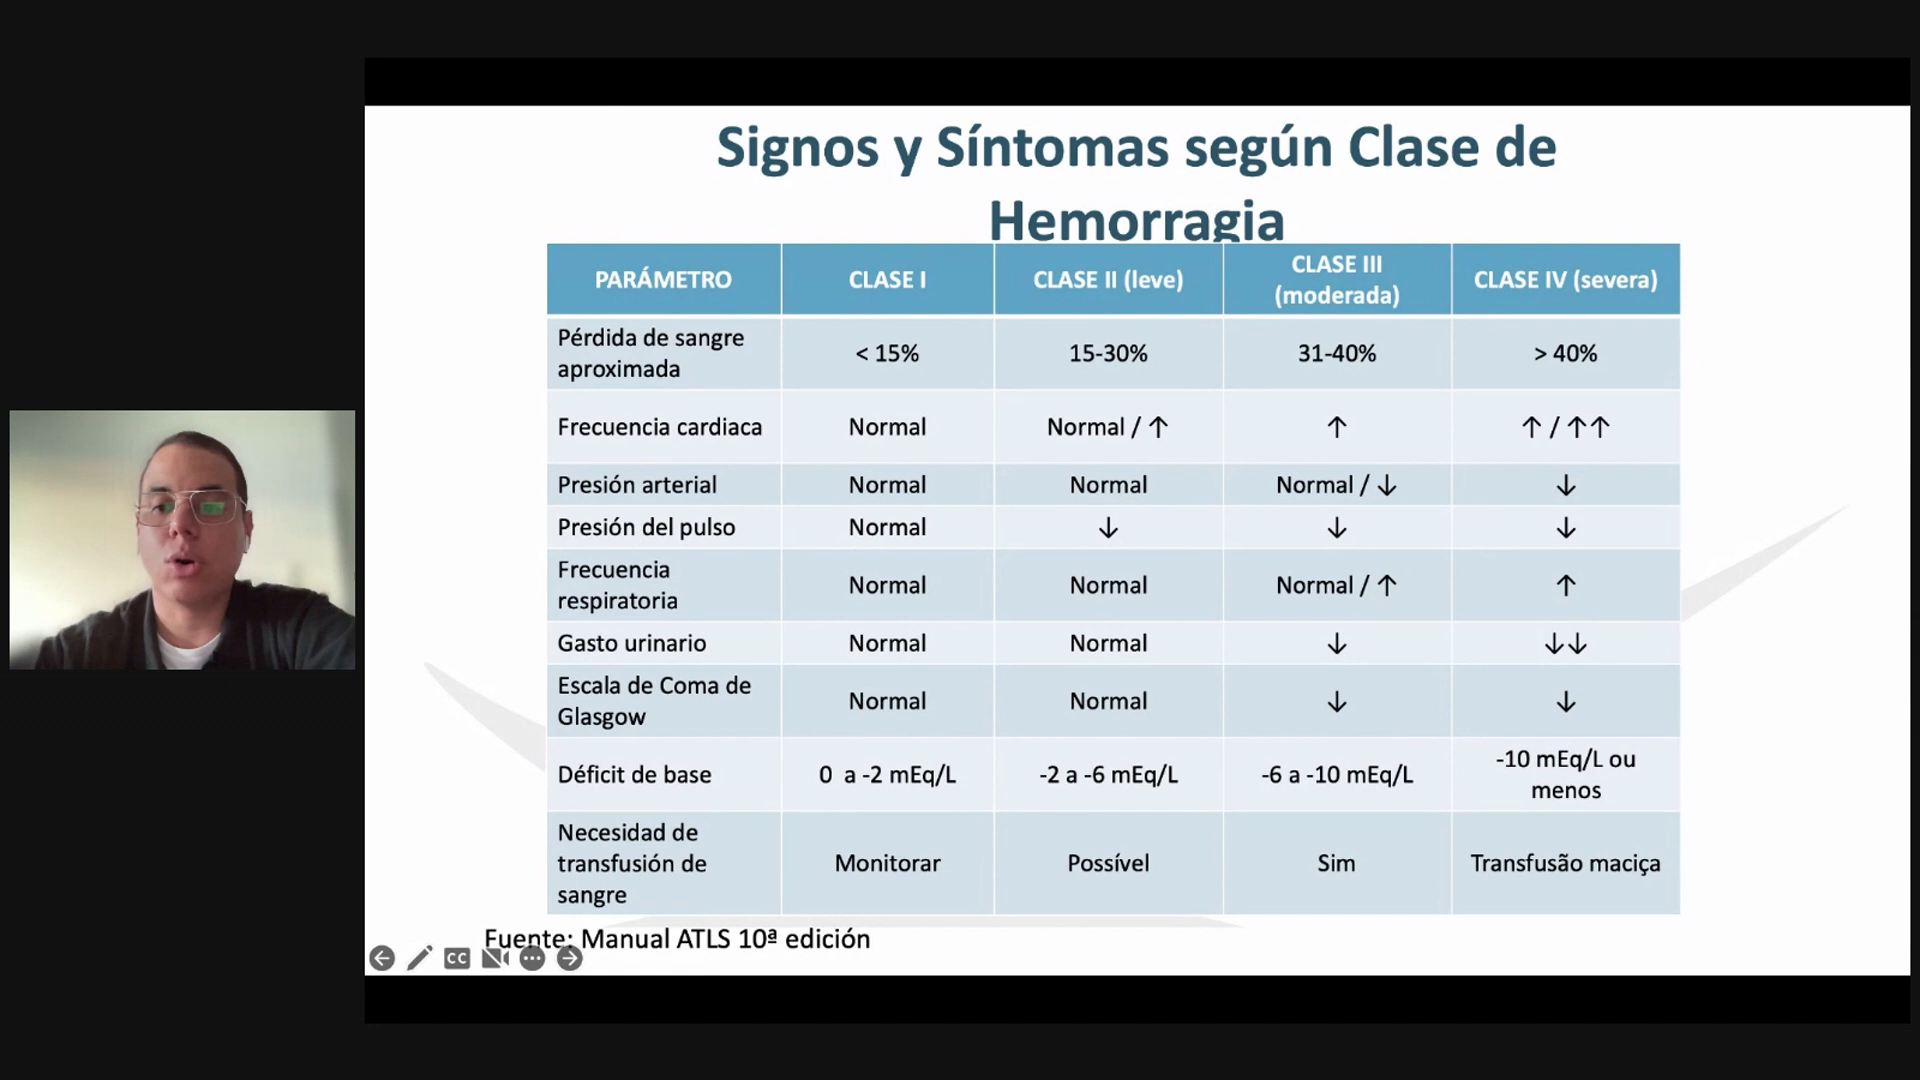 Signos y Síntomas según Clase de
Hemorragia
PARÁMETRO
CLASE I
CLASE II (leve)
CLASE III
(moderada)
CLASE IV (severa)
Pérdida de sangre
aproximada
< 15%
15-30%
31-40%
> 40%
Frecuencia cardiaca
Normal
Normal / ↑
↑
↑ / ↑↑
Presión arterial
Normal
Normal
Normal / ↓
↓
Presión del pulso
Normal
↓
↓
↓
Frecuencia
respiratoria
Normal
Normal
Normal / ↑
↑
Gasto urinario
Normal
Normal
↓
↓↓
Escala de Coma de
Glasgow
Normal
Normal
↓
↓
Déficit de base
0 a -2 mEq/L
-2 a -6 mEq/L
-6 a -10 mEq/L
-10 mEq/L ou
menos
Necesidad de
transfusión de
sangre
Monitorar
Possível
Sim
Transfusão maciça
Fuente: Manual ATLS 10ª edición
CC